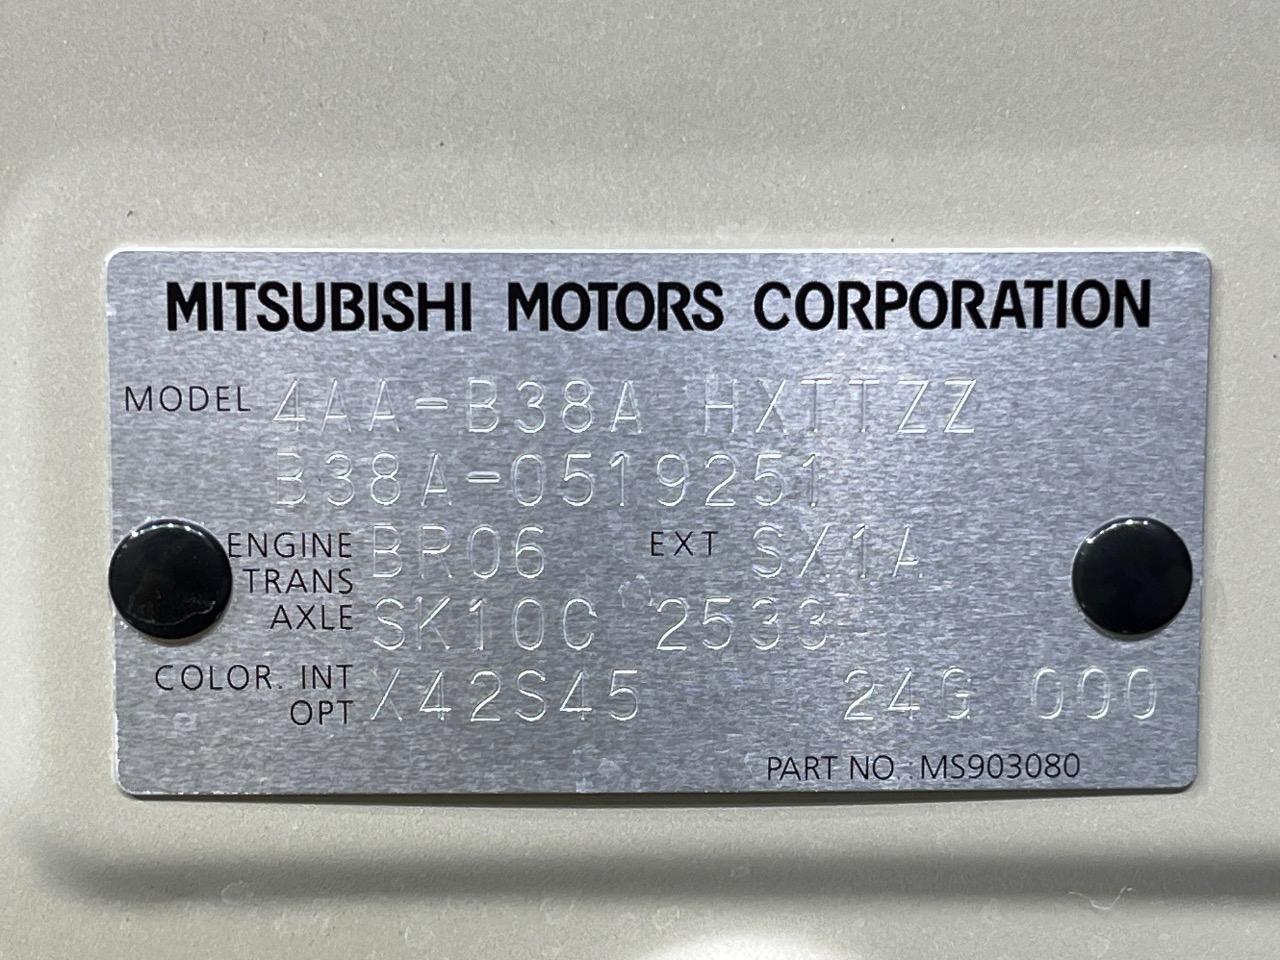 MITSUBISHI MOTORS CORPORATION
MODEL 4AA-B38A HXTTZZ
B38A-0519251
ENGINE BR06 EXT SX1A
TRANS
AXLE SK10C 2533
COLOR. INT X42S45 24G 000
OPT
PART NO. MS903080